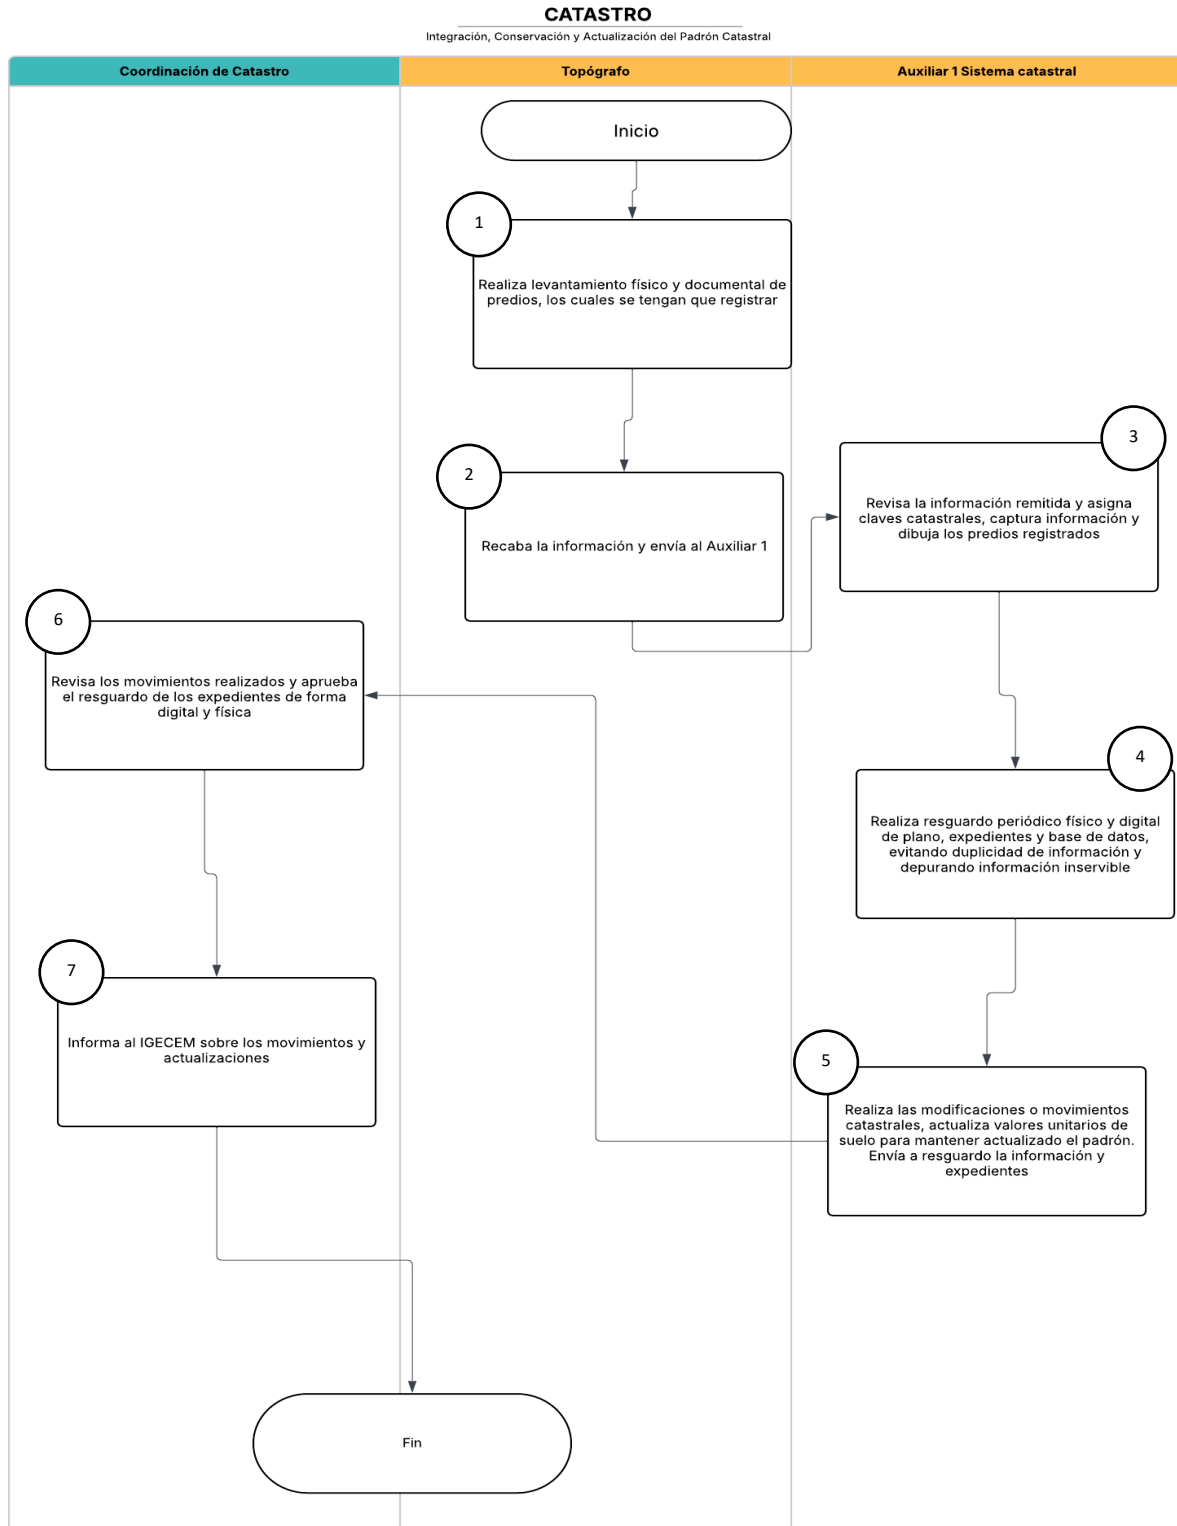 CATASTRO
Integración, Conservación y Actualización del Padrón Catastral
Coordinación de Catastro
Topógrafo
Auxiliar 1 Sistema catastral
Inicio
1
Realiza levantamiento físico y documental de
predios, los cuales se tengan que registrar
2
Recaba la información y envía al Auxiliar 1
3
Revisa la información remitida y asigna
claves catastrales, captura información y
dibuja los predios registrados
4
Realiza resguardo periódico físico y digital
de plano, expedientes y base de datos,
evitando duplicidad de información y
depurando información inservible
5
Realiza las modificaciones o movimientos
catastrales, actualiza valores unitarios de
suelo para mantener actualizado el padrón.
Envía a resguardo la información y
expedientes
6
Revisa los movimientos realizados y aprueba
el resguardo de los expedientes de forma
digital y física
7
Informa al IGECEM sobre los movimientos y
actualizaciones
Fin